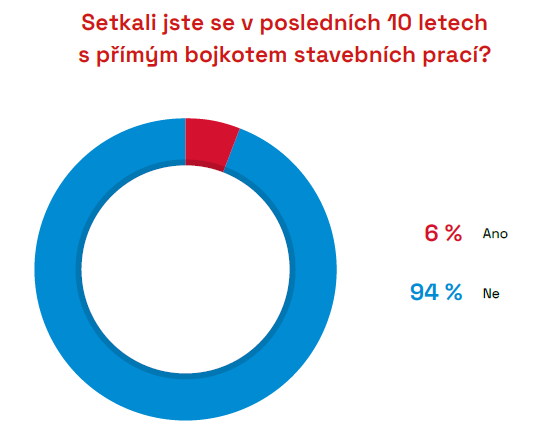 Setkali jste se v posledních 10 letech
s přímým bojkotem stavebních prací?
6 % Ano
94 % Ne